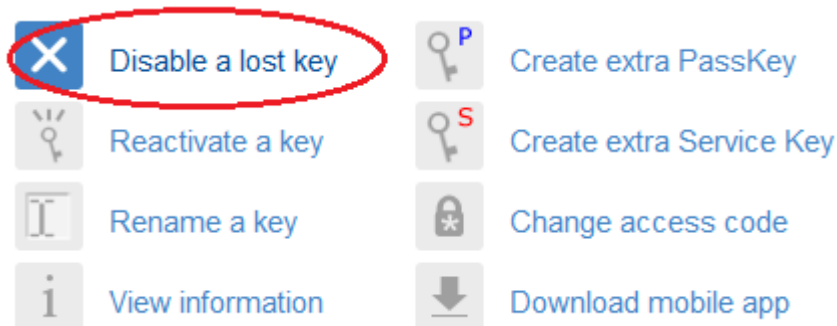 Disable a lost key
Reactivate a key
Rename a key
i View information
P Create extra PassKey
S Create extra Service Key
* Change access code
Download mobile app